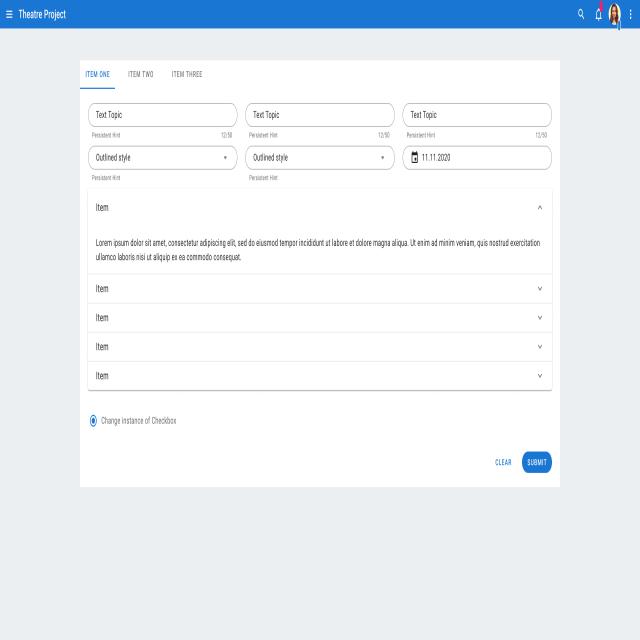 Theatre Project
ITEM ONE ITEM TWO ITEM THREE
Text Topic Text Topic Text Topic
Persistent Hint 12/50 Persistent Hint 12/50 Persistent Hint 12/50
Outlined style Outlined style 11.11.2020
Persistent Hint Persistent Hint
Item
Lorem ipsum dolor sit amet, consectetur adipiscing elit, sed do eiusmod tempor incididunt ut labore et dolore magna aliqua. Ut enim ad minim veniam, quis nostrud exercitation
ullamco laboris nisi ut aliquip ex ea commodo consequat.
Item
Item
Item
Item
Change instance of Checkbox
CLEAR SUBMIT